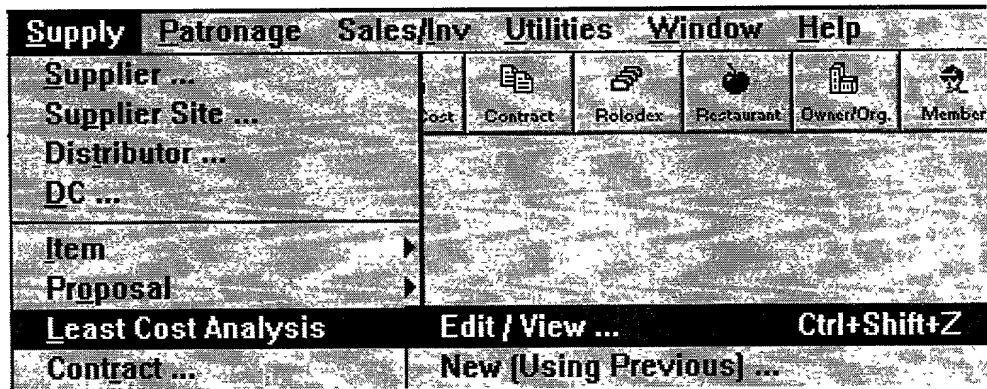 Supply Patronage Sales/Inv Utilities Window Help
Supplier ...
Supplier Site ...
Distributor ...
DC ...
Cost Contract Rolodex Restaurant Owner/Org. Member
Item
Proposal
Least Cost Analysis Edit / View ... Ctrl+Shift+Z
Contract ... New (Using Previous) ...